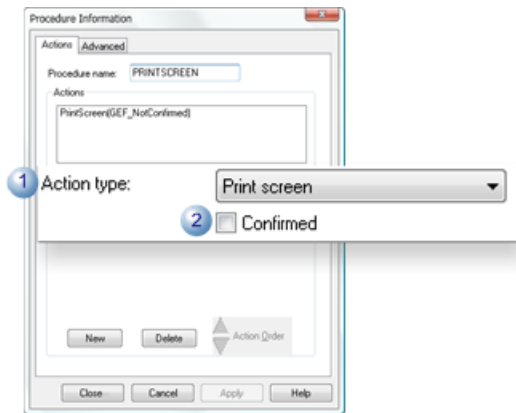 Procedure Information
Actions Advanced
Procedure name: PRINTSCREEN
Actions
PrintScreen(GEF_NotConfirmed)
1 Action type: Print screen
2 Confirmed
New Delete Action Order
Close Cancel Apply Help